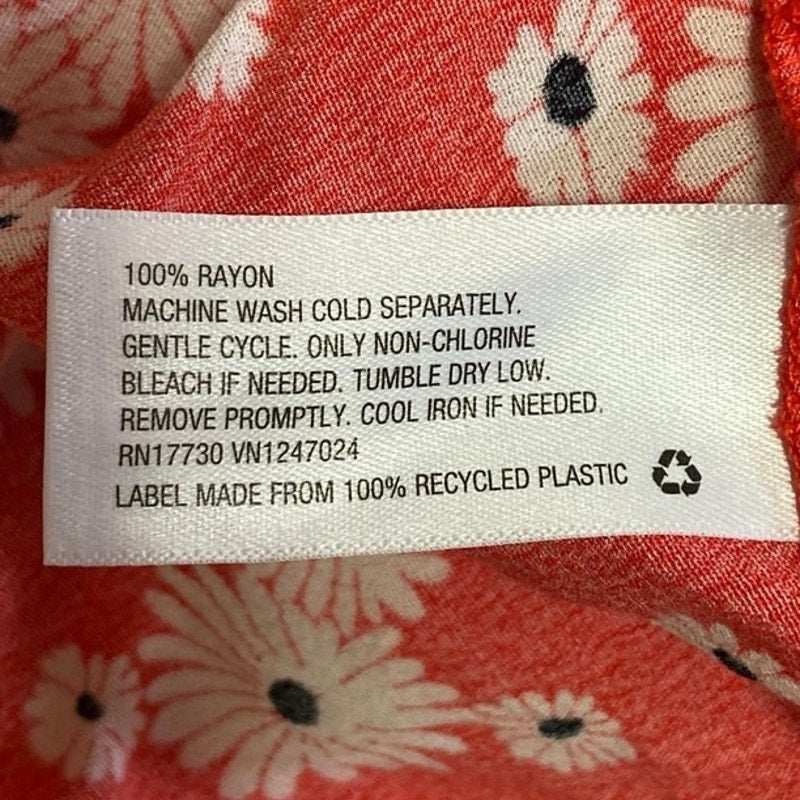 100% RAYON
MACHINE WASH COLD SEPARATELY.
GENTLE CYCLE. ONLY NON-CHLORINE
BLEACH IF NEEDED. TUMBLE DRY LOW.
REMOVE PROMPTLY. COOL IRON IF NEEDED.
RN17730 VN1247024
LABEL MADE FROM 100% RECYCLED PLASTIC